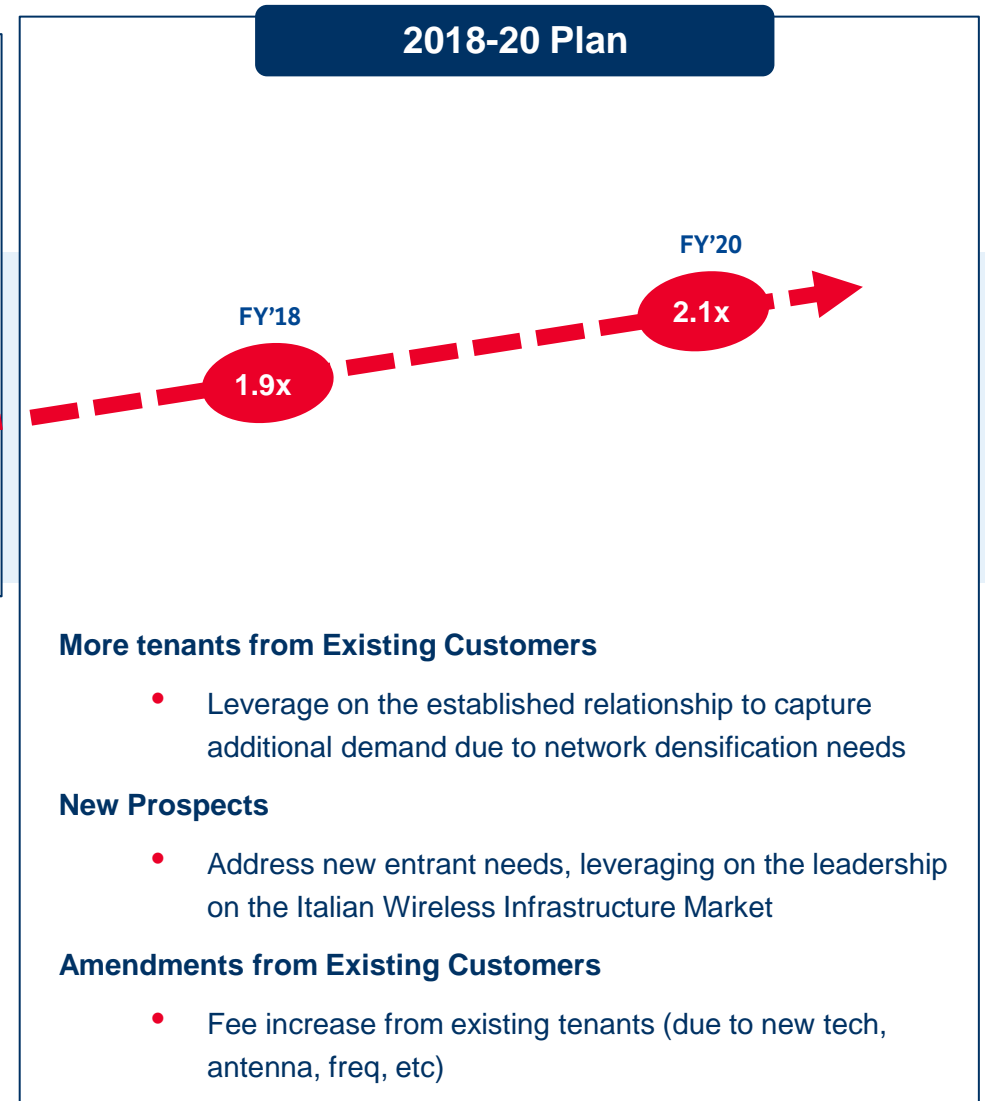 2018-20 Plan
FY'20
2.1x
FY'18
1.9x
More tenants from Existing Customers
• Leverage on the established relationship to capture
additional demand due to network densification needs
New Prospects
• Address new entrant needs, leveraging on the leadership
on the Italian Wireless Infrastructure Market
Amendments from Existing Customers
• Fee increase from existing tenants (due to new tech,
antenna, freq, etc)